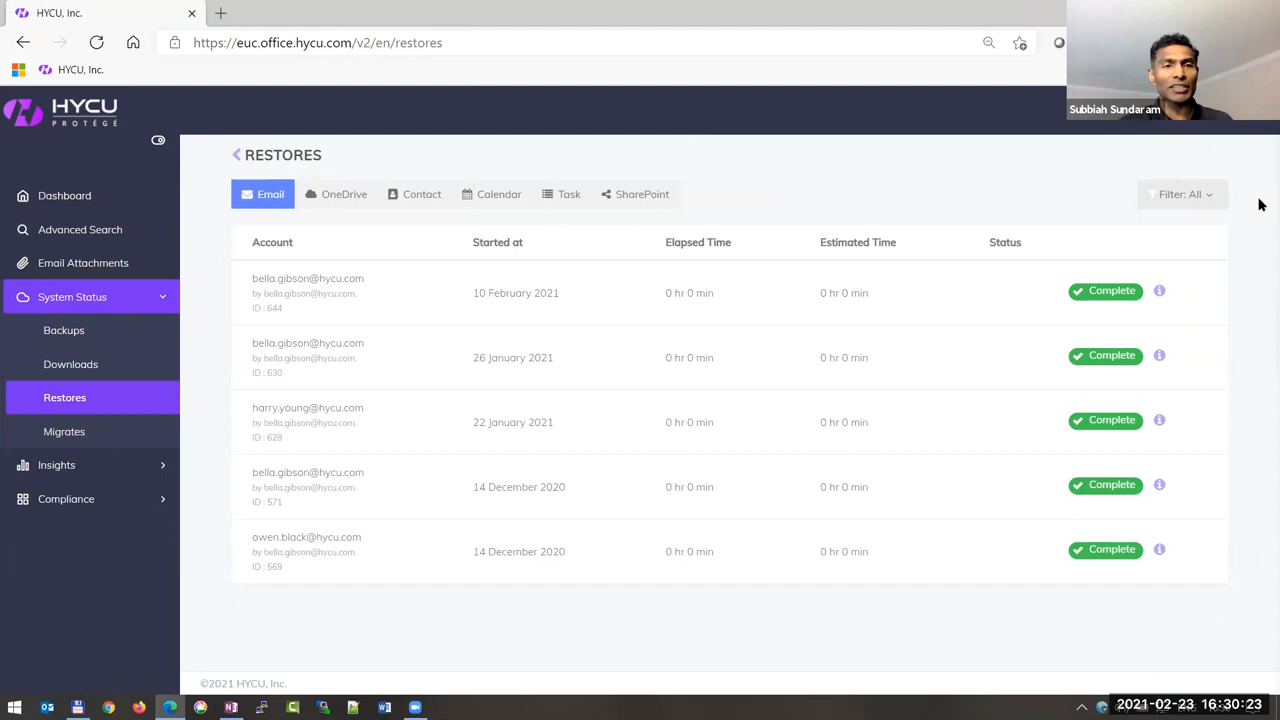 HYCU, Inc.
https://euc.office.hycu.com/v2/en/restores
HYCU, Inc.
Subbiah Sundaram
HYCU
PROTÉGÉ
RESTORES
Email OneDrive Contact Calendar Task SharePoint
Filter: All
Dashboard
Advanced Search
Email Attachments
System Status
Backups
Downloads
Restores
Migrates
Insights
Compliance
Account Started at Elapsed Time Estimated Time Status
bella.gibson@hycu.com
by bella.gibson@hycu.com.
ID : 644
10 February 2021 0 hr 0 min 0 hr 0 min Complete
bella.gibson@hycu.com
by bella.gibson@hycu.com.
ID : 630
26 January 2021 0 hr 0 min 0 hr 0 min Complete
harry.young@hycu.com
by bella.gibson@hycu.com.
ID : 628
22 January 2021 0 hr 0 min 0 hr 0 min Complete
bella.gibson@hycu.com
by bella.gibson@hycu.com.
ID : 571
14 December 2020 0 hr 0 min 0 hr 0 min Complete
owen.black@hycu.com
by bella.gibson@hycu.com.
ID : 569
14 December 2020 0 hr 0 min 0 hr 0 min Complete
©2021 HYCU, Inc.
2021-02-23 16:30:23